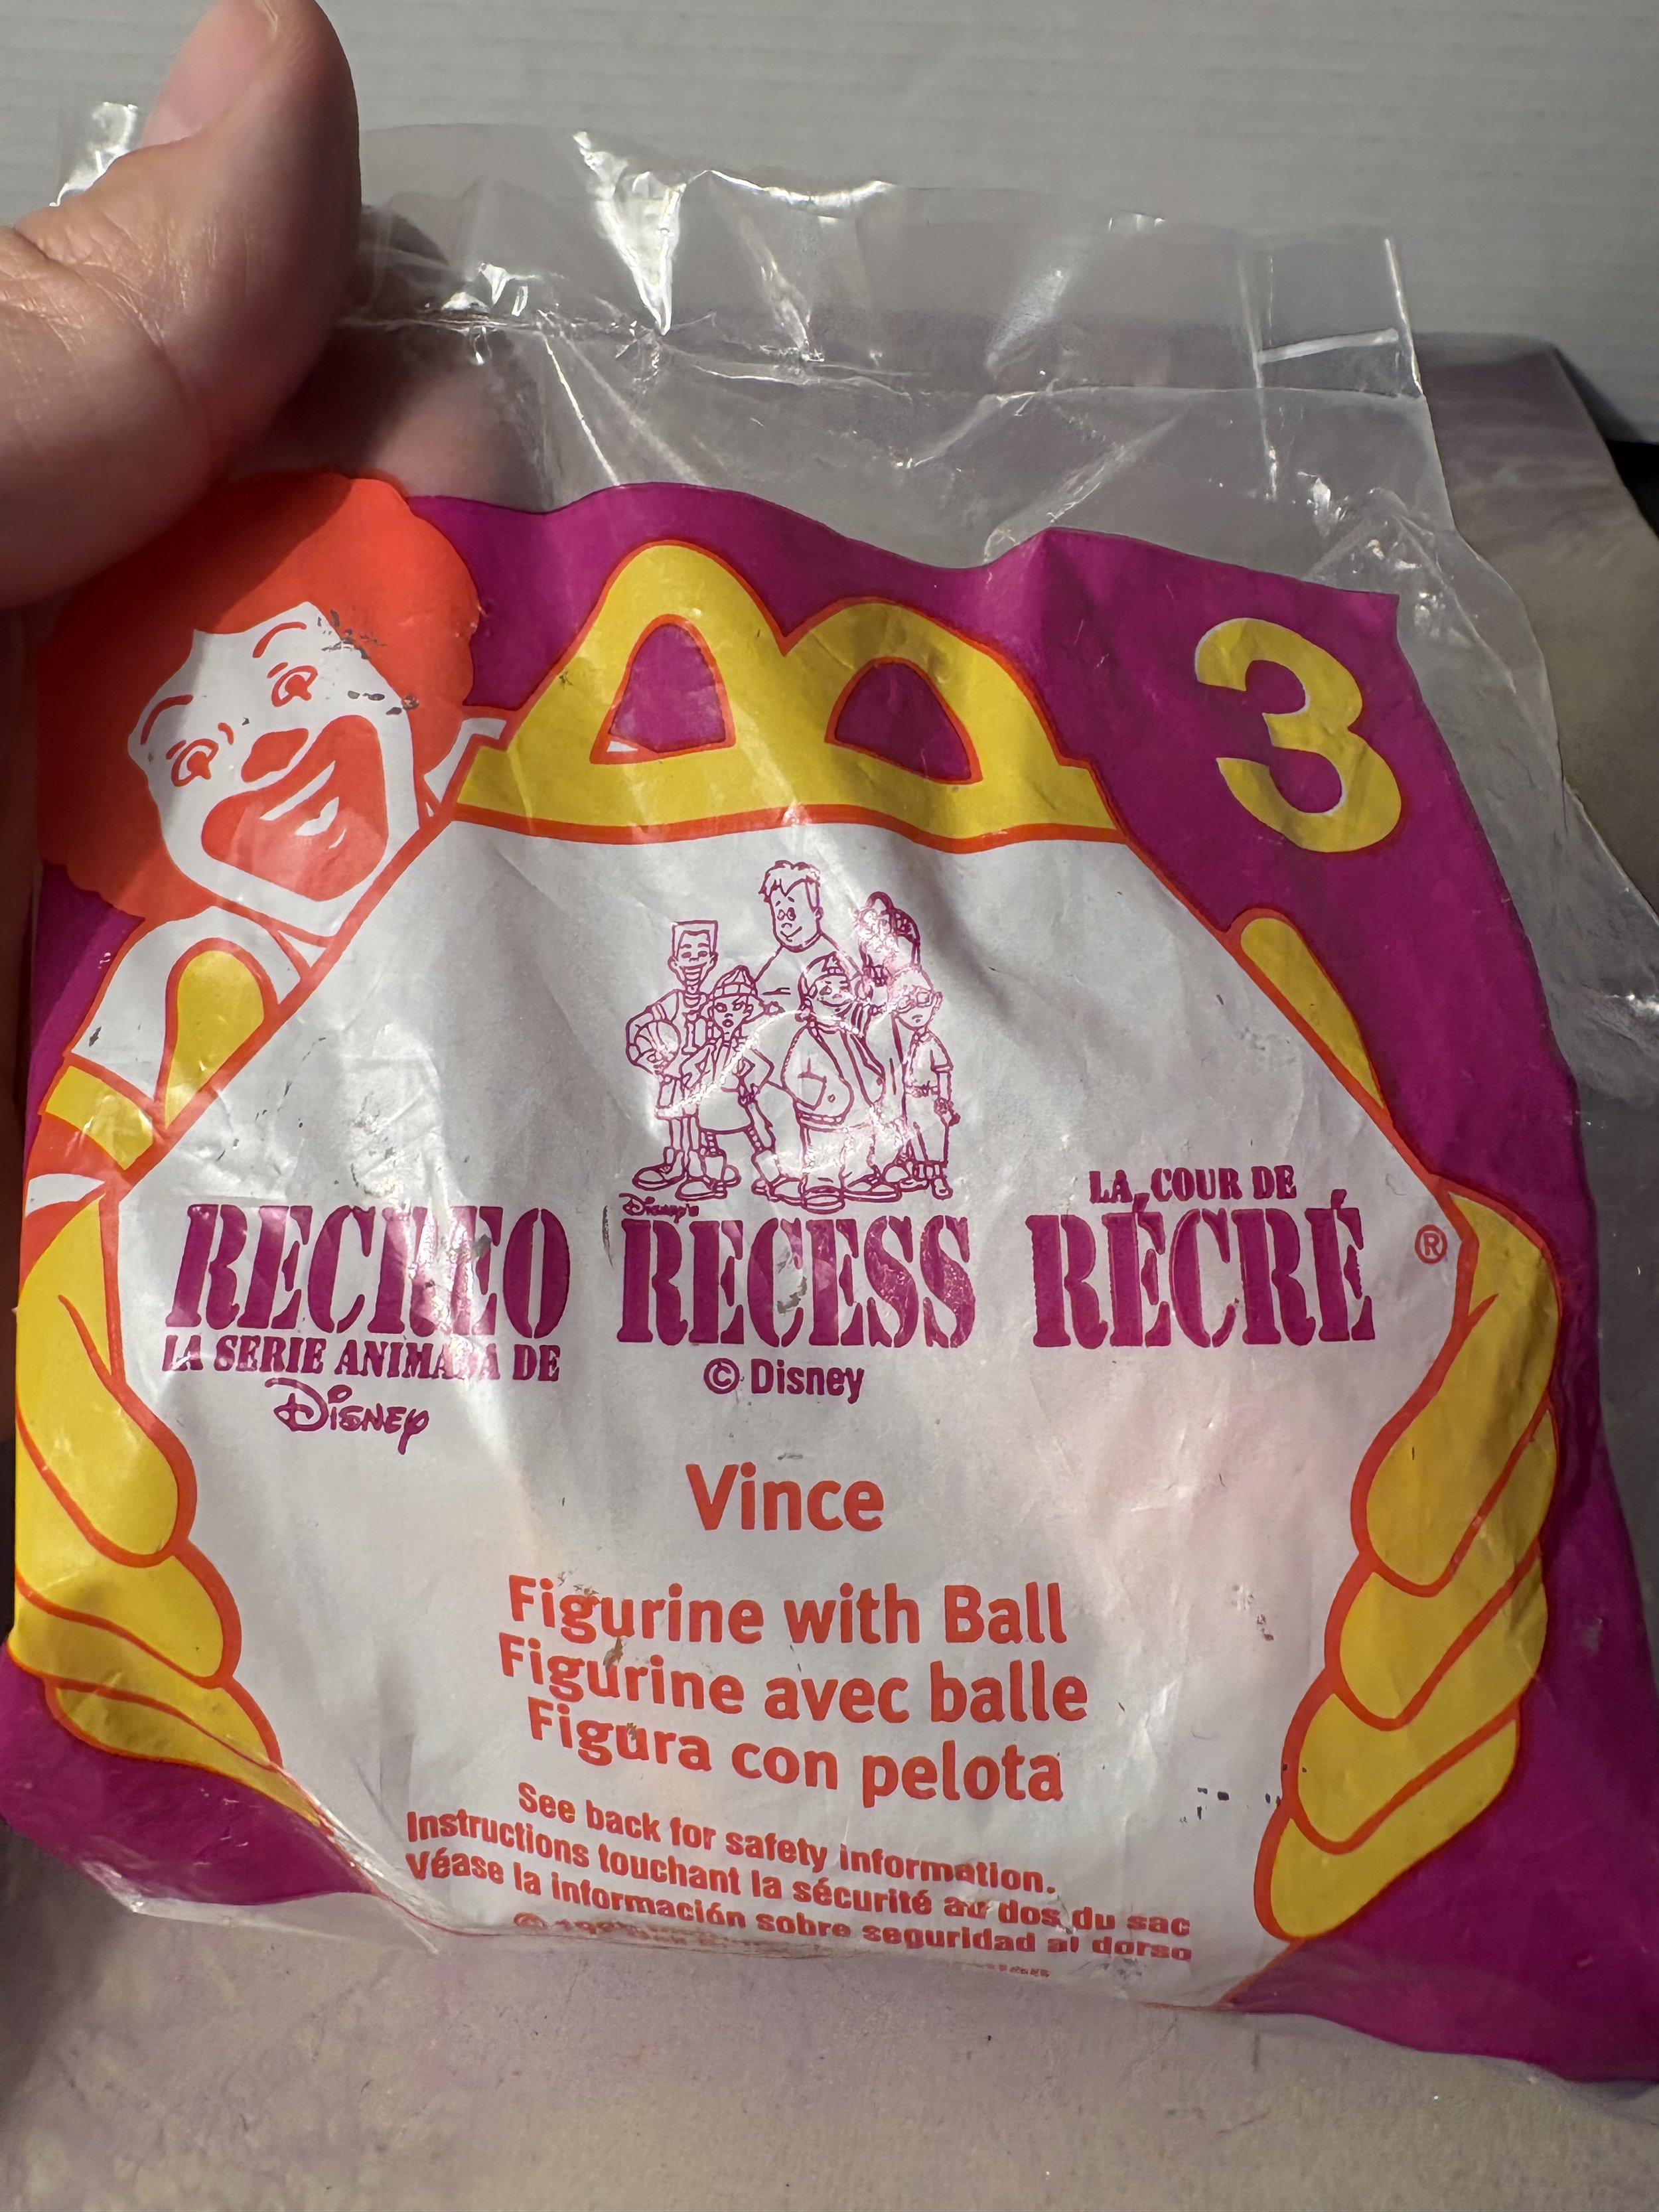 3
LA COUR DE
RECREO Disney's RECESS RÉCRÉ ®
LA SERIE ANIMADA DE © Disney
Disney
Vince
Figurine with Ball
Figurine avec balle
Figura con pelota
See back for safety information.
Instructions touchant la sécurité au dos du sac
Véase la información sobre seguridad al dorso